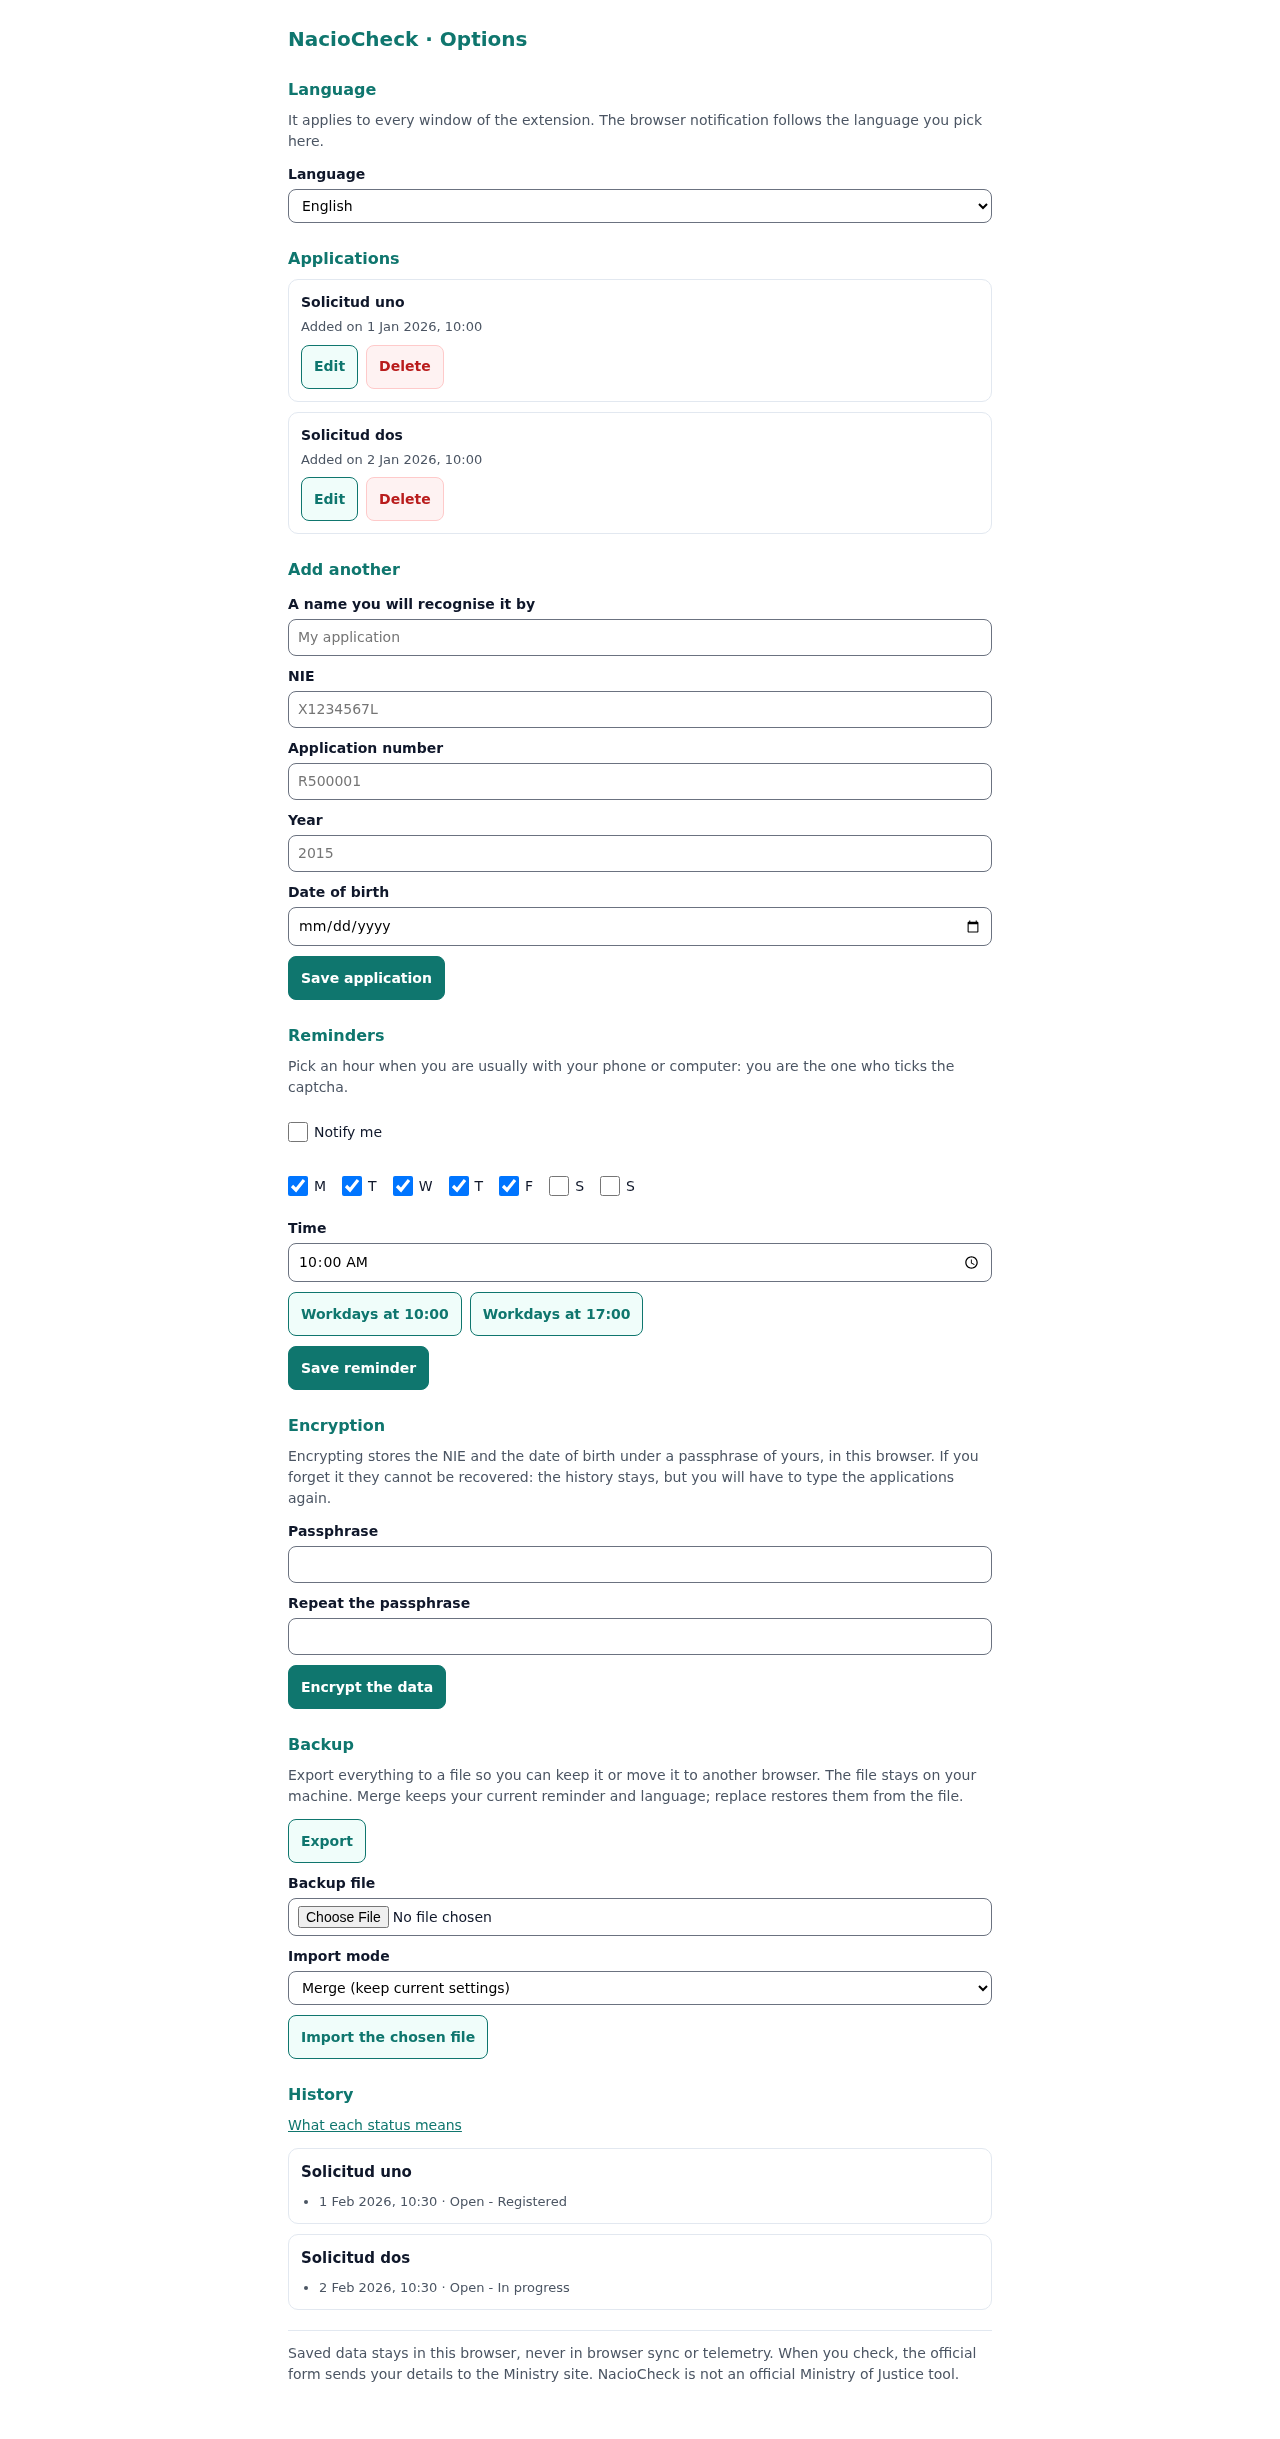 NacioCheck · Options
Language
It applies to every window of the extension. The browser notification follows the language you pick
here.
Language
English
Applications
Solicitud uno
Added on 1 Jan 2026, 10:00
Edit Delete
Solicitud dos
Added on 2 Jan 2026, 10:00
Edit Delete
Add another
A name you will recognise it by
My application
NIE
X1234567L
Application number
R500001
Year
2015
Date of birth
mm/dd/yyyy
Save application
Reminders
Pick an hour when you are usually with your phone or computer: you are the one who ticks the
captcha.
Notify me
M T W T F S S
Time
10:00 AM
Workdays at 10:00 Workdays at 17:00
Save reminder
Encryption
Encrypting stores the NIE and the date of birth under a passphrase of yours, in this browser. If you
forget it they cannot be recovered: the history stays, but you will have to type the applications
again.
Passphrase
Repeat the passphrase
Encrypt the data
Backup
Export everything to a file so you can keep it or move it to another browser. The file stays on your
machine. Merge keeps your current reminder and language; replace restores them from the file.
Export
Backup file
Choose File No file chosen
Import mode
Merge (keep current settings)
Import the chosen file
History
What each status means
Solicitud uno
• 1 Feb 2026, 10:30 · Open - Registered
Solicitud dos
• 2 Feb 2026, 10:30 · Open - In progress
Saved data stays in this browser, never in browser sync or telemetry. When you check, the official
form sends your details to the Ministry site. NacioCheck is not an official Ministry of Justice tool.